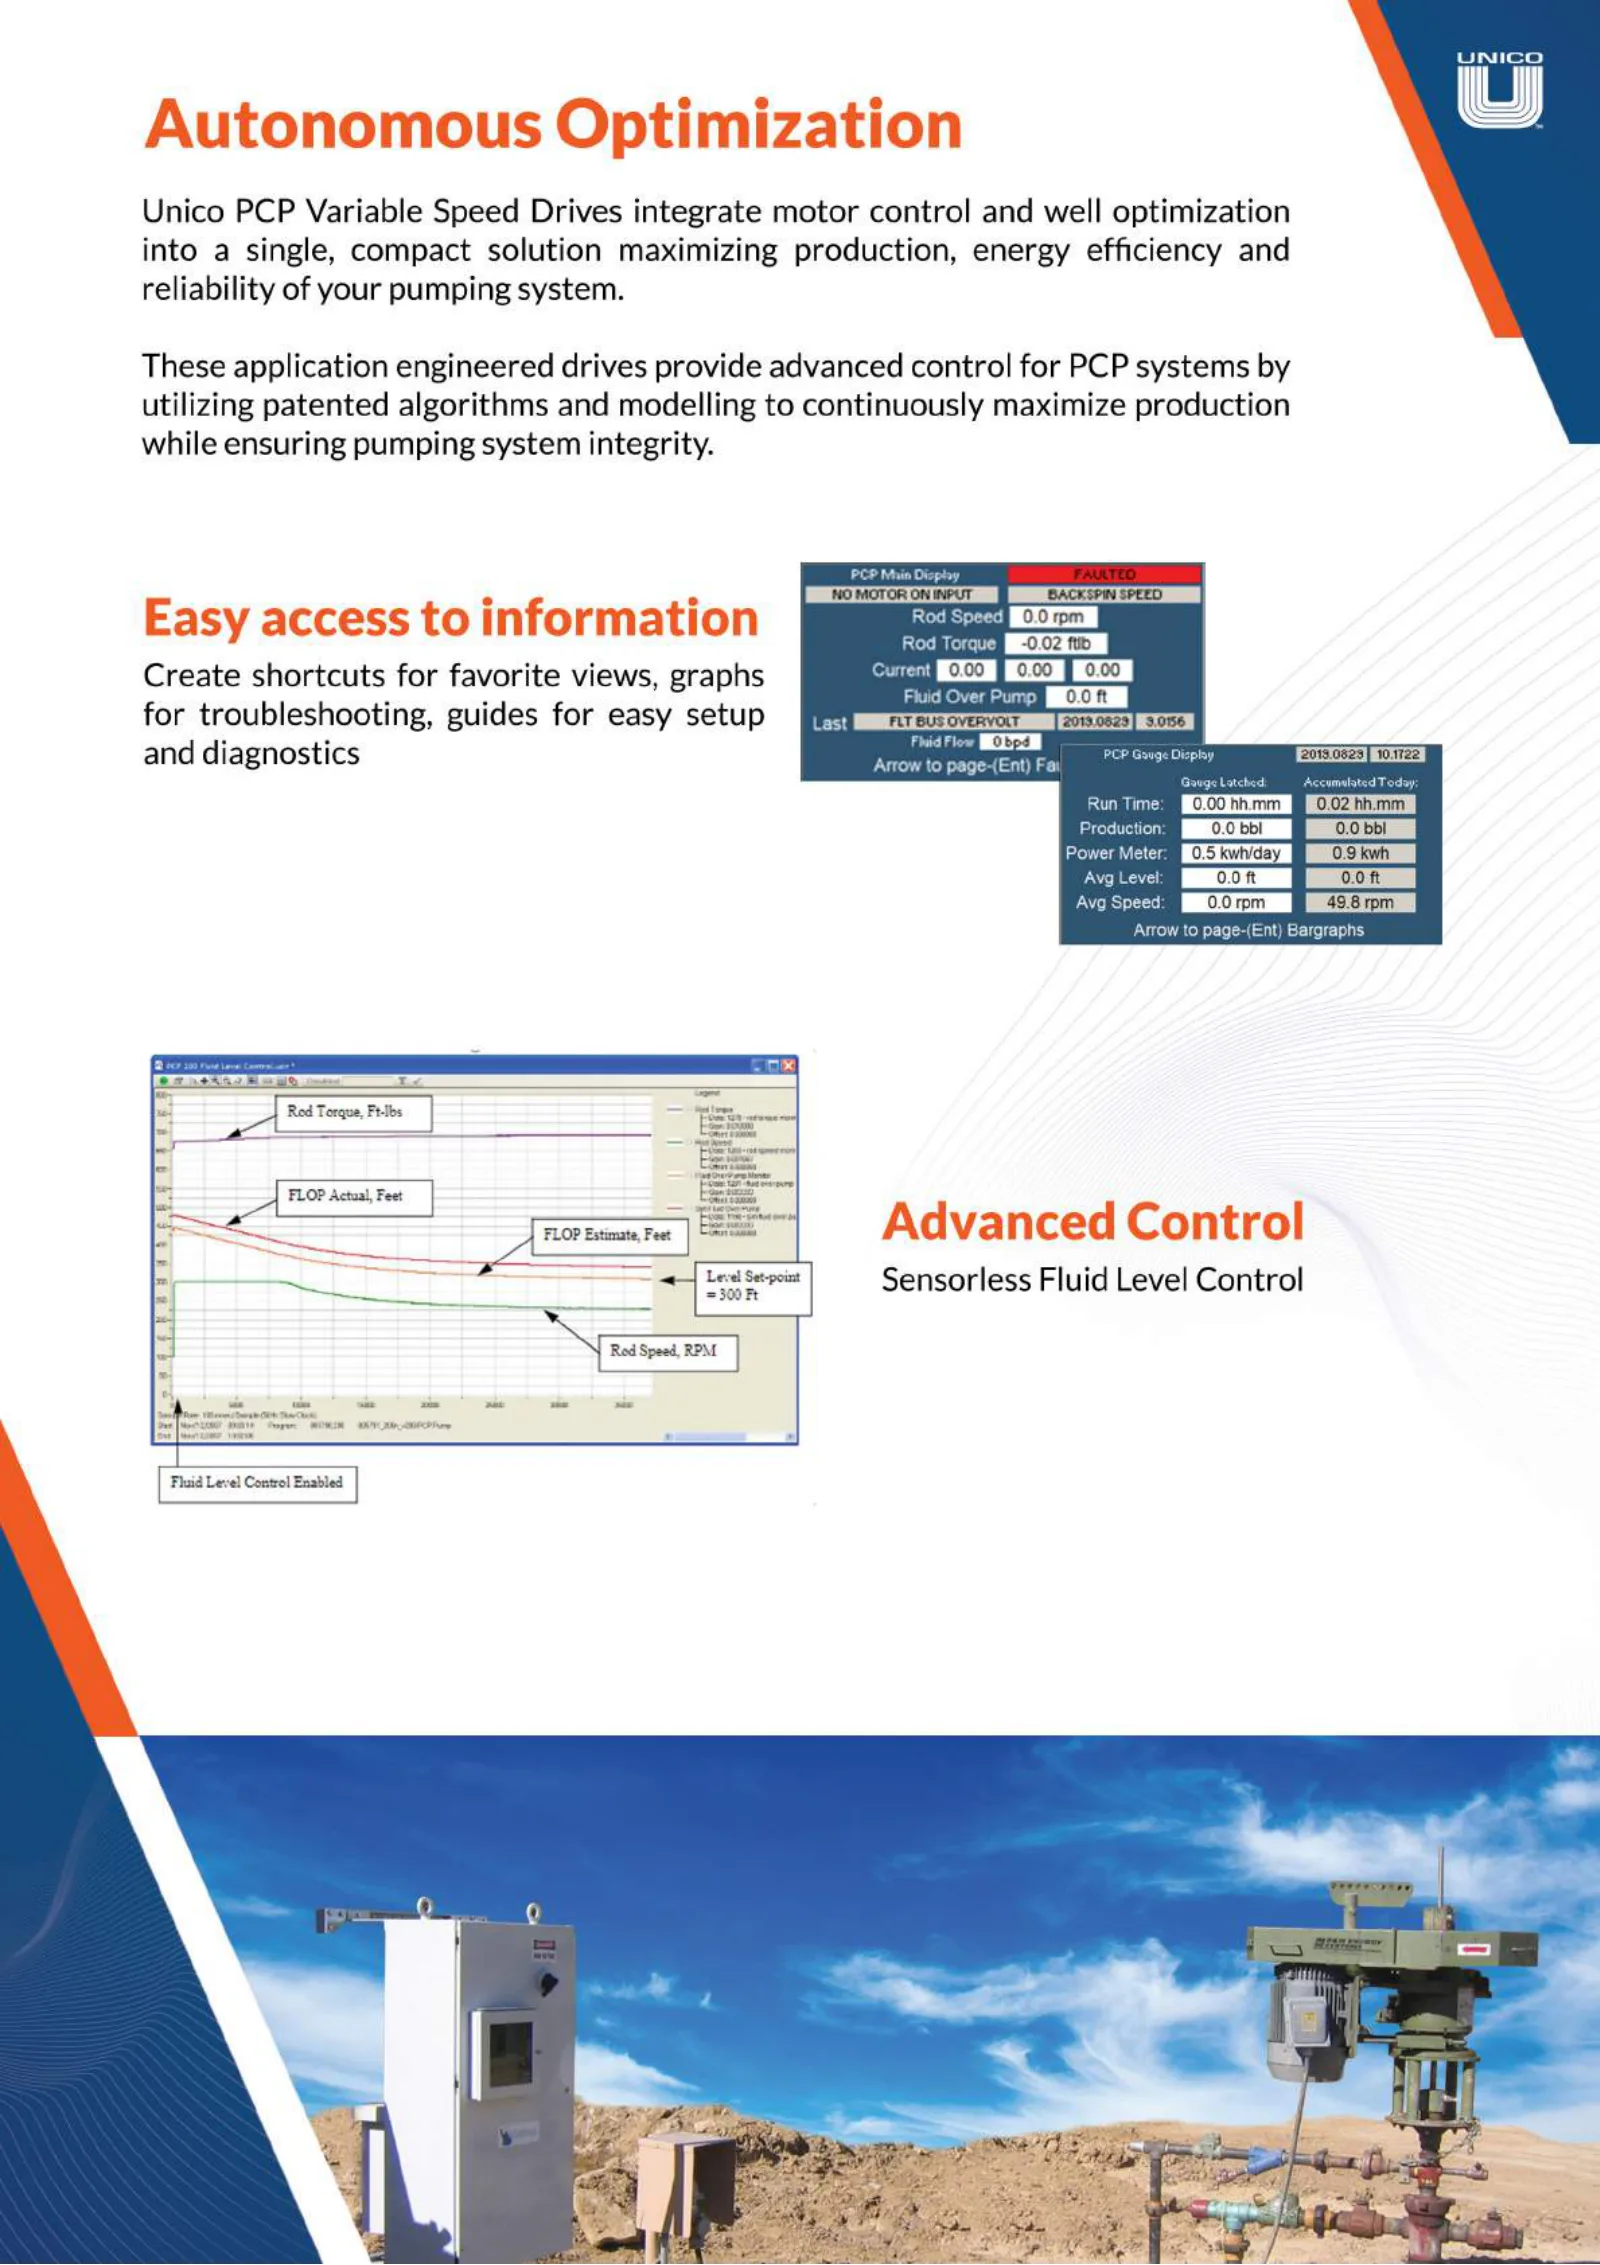 UNICO
Autonomous Optimization
Unico PCP Variable Speed Drives integrate motor control and well optimization
into a single, compact solution maximizing production, energy efficiency and
reliability of your pumping system.
These application engineered drives provide advanced control for PCP systems by
utilizing patented algorithms and modelling to continuously maximize production
while ensuring pumping system integrity.
Easy access to information
Create shortcuts for favorite views, graphs
for troubleshooting, guides for easy setup
and diagnostics
PCP Main Display FAULTED
NO MOTOR ON INPUT BACKSPIN SPEED
Rod Speed 0.0 rpm
Rod Torque -0.02 ftlb
Current 0.00 0.00 0.00
Fluid Over Pump 0.0 ft
Last FLT BUS OVERVOLT 2019.0829 9.0156
Fluid Flow 0 bpd
Arrow to page-(Ent) Fau
PCP Gauge Display 2019.0829 10.1722
Gauge Latched: Accumulated Today:
Run Time: 0.00 hh.mm 0.02 hh.mm
Production: 0.0 bbl 0.0 bbl
Power Meter: 0.5 kwh/day 0.9 kwh
Avg Level: 0.0 ft 0.0 ft
Avg Speed: 0.0 rpm 49.8 rpm
Arrow to page-(Ent) Bargraphs
Legend
Rod Torque, Ft-lbs
FLOP Actual, Feet
FLOP Estimate, Feet
Level Set-point
= 300 Ft
Rod Speed, RPM
Fluid Level Control Enabled
Advanced Control
Sensorless Fluid Level Control